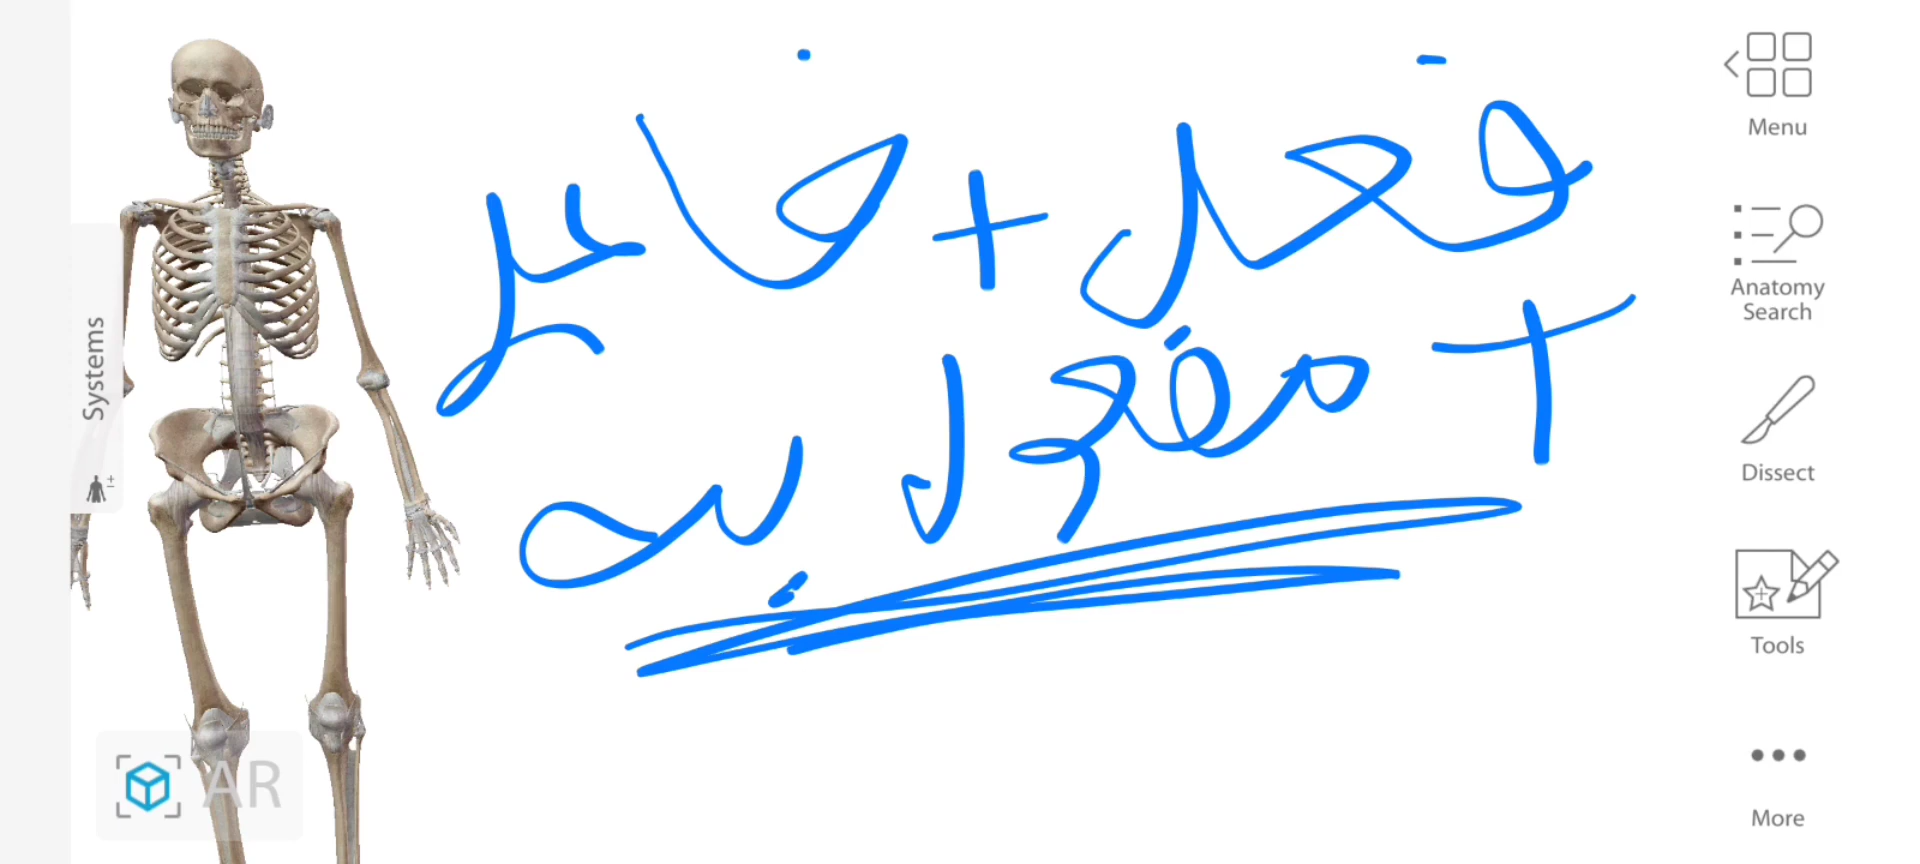 فعل + فاعل
+ مفعول به
Systems
AR
Menu
Anatomy
Search
Dissect
Tools
More